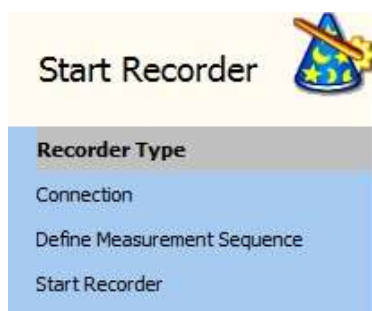 Start Recorder
Recorder Type
Connection
Define Measurement Sequence
Start Recorder